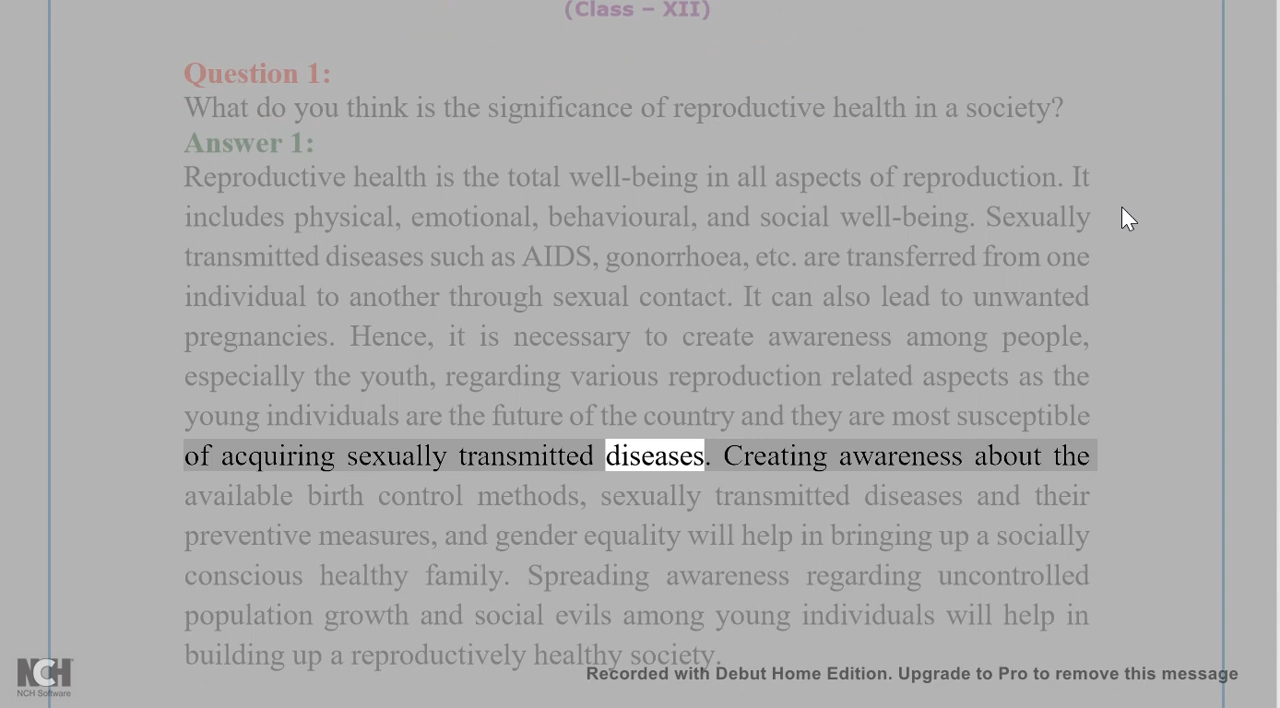 (Class – XII)
Question 1:
What do you think is the significance of reproductive health in a society?
Answer 1:
Reproductive health is the total well-being in all aspects of reproduction. It
includes physical, emotional, behavioural, and social well-being. Sexually
transmitted diseases such as AIDS, gonorrhoea, etc. are transferred from one
individual to another through sexual contact. It can also lead to unwanted
pregnancies. Hence, it is necessary to create awareness among people,
especially the youth, regarding various reproduction related aspects as the
young individuals are the future of the country and they are most susceptible
of acquiring sexually transmitted diseases. Creating awareness about the
available birth control methods, sexually transmitted diseases and their
preventive measures, and gender equality will help in bringing up a socially
conscious healthy family. Spreading awareness regarding uncontrolled
population growth and social evils among young individuals will help in
building up a reproductively healthy society.
NCH
NCH Software
Recorded with Debut Home Edition. Upgrade to Pro to remove this message